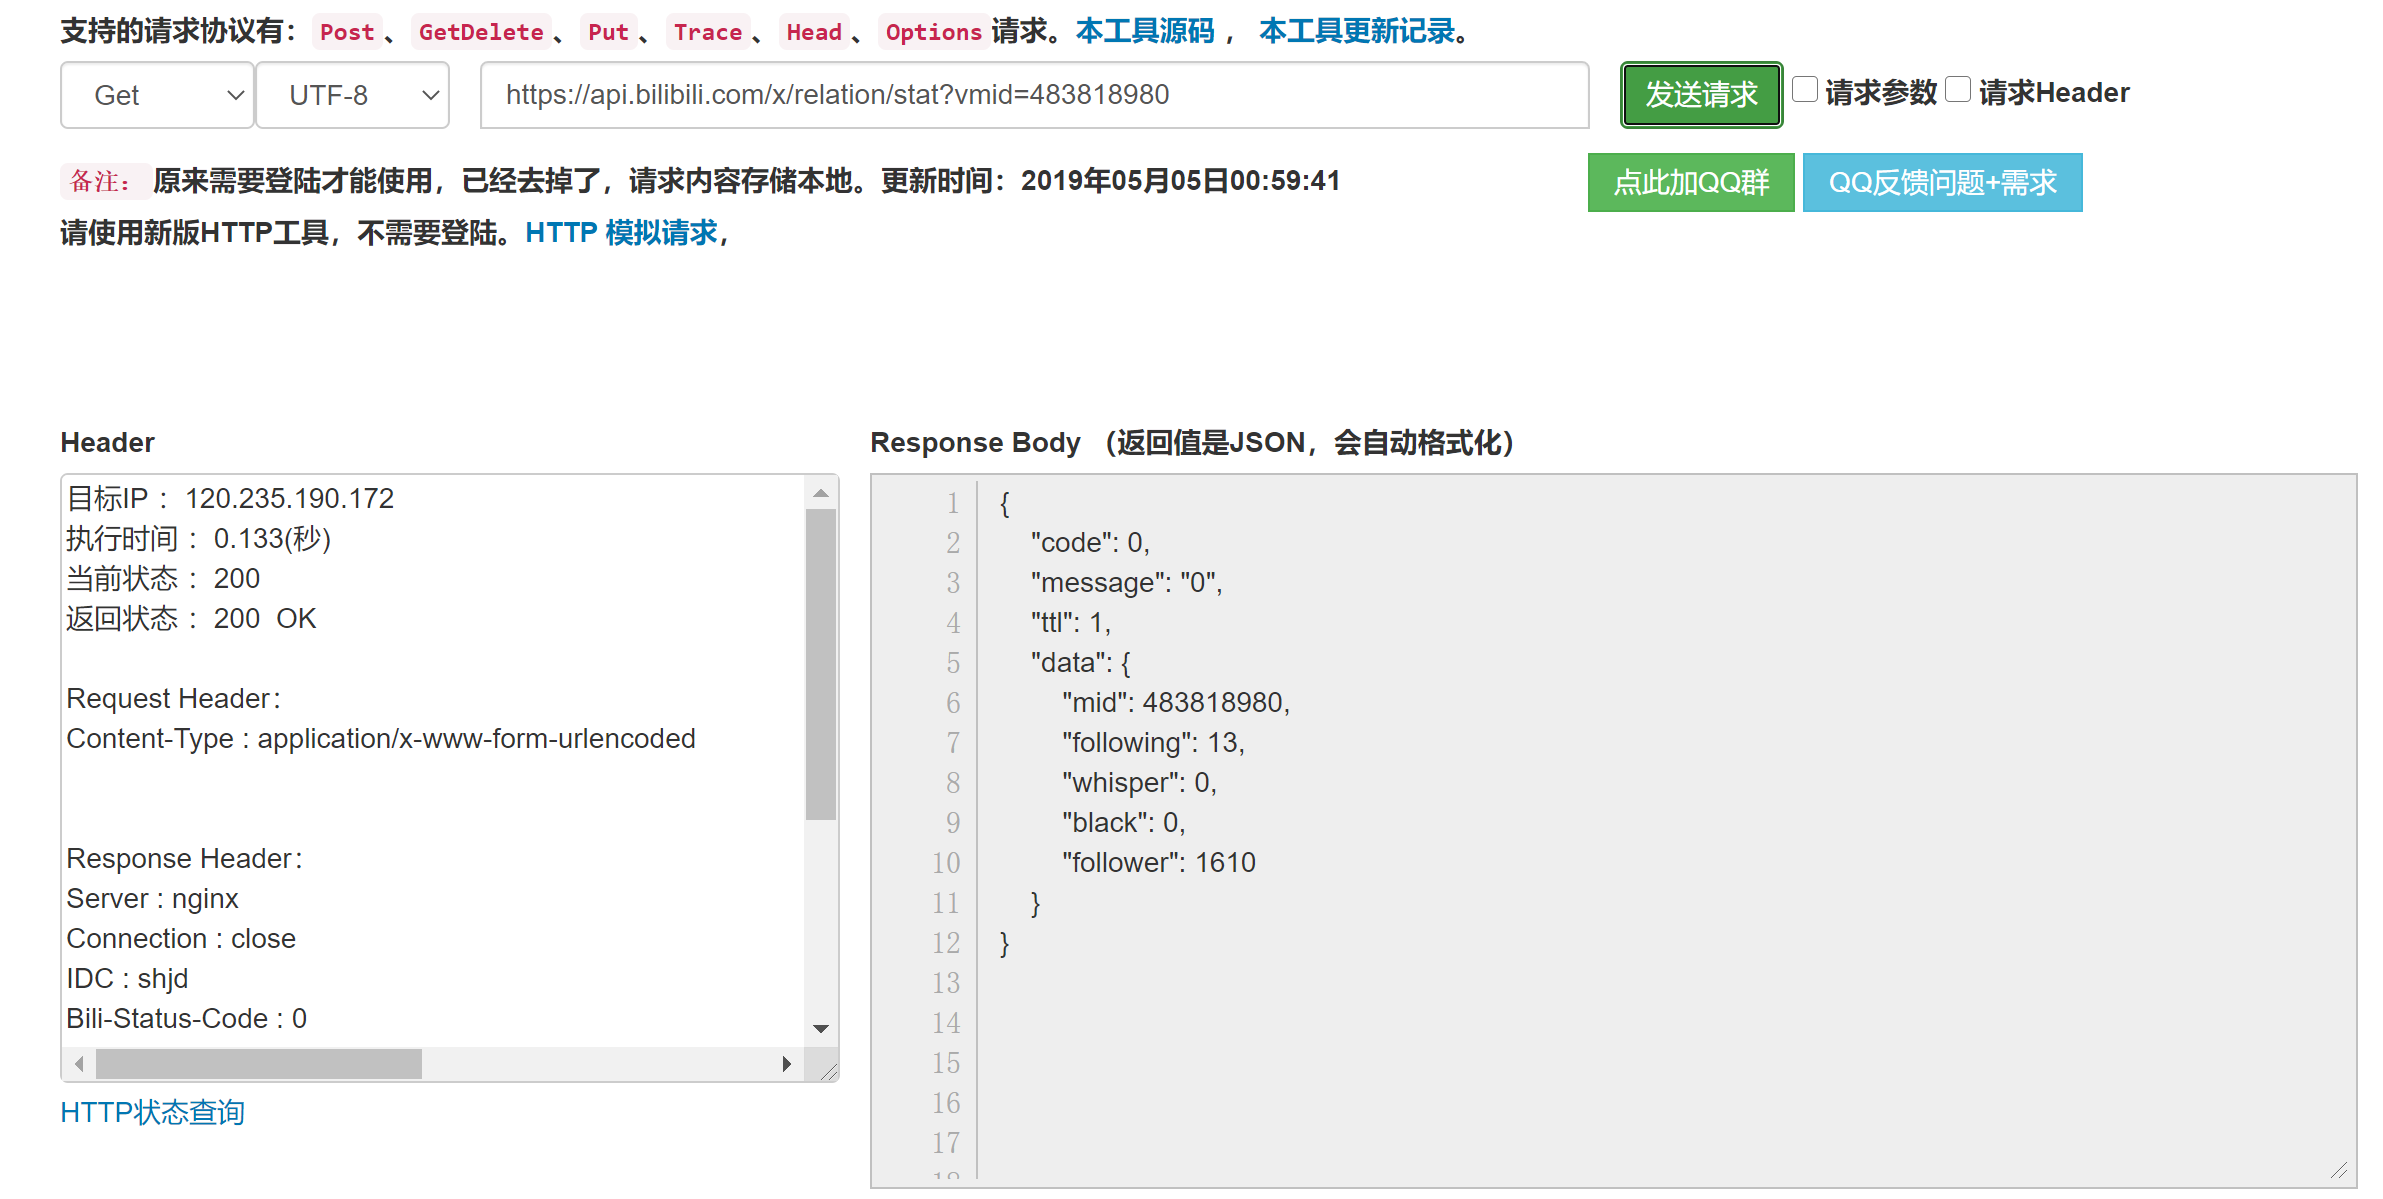 支持的请求协议有：Post、GetDelete、Put、Trace、Head、Options请求。本工具源码 ， 本工具更新记录。
Get UTF-8 https://api.bilibili.com/x/relation/stat?vmid=483818980 发送请求 请求参数 请求Header
备注： 原来需要登陆才能使用，已经去掉了，请求内容存储本地。更新时间：2019年05月05日00:59:41 点此加QQ群 QQ反馈问题+需求
请使用新版HTTP工具，不需要登陆。HTTP 模拟请求，
Header
目标IP ： 120.235.190.172
执行时间 ： 0.133(秒)
当前状态 ： 200
返回状态 ： 200  OK
Request Header：
Content-Type : application/x-www-form-urlencoded
Response Header：
Server : nginx
Connection : close
IDC : shjd
Bili-Status-Code : 0
HTTP状态查询
Response Body （返回值是JSON，会自动格式化）
1 {
2 "code": 0,
3 "message": "0",
4 "ttl": 1,
5 "data": {
6 "mid": 483818980,
7 "following": 13,
8 "whisper": 0,
9 "black": 0,
10 "follower": 1610
11 }
12 }
13
14
15
16
17